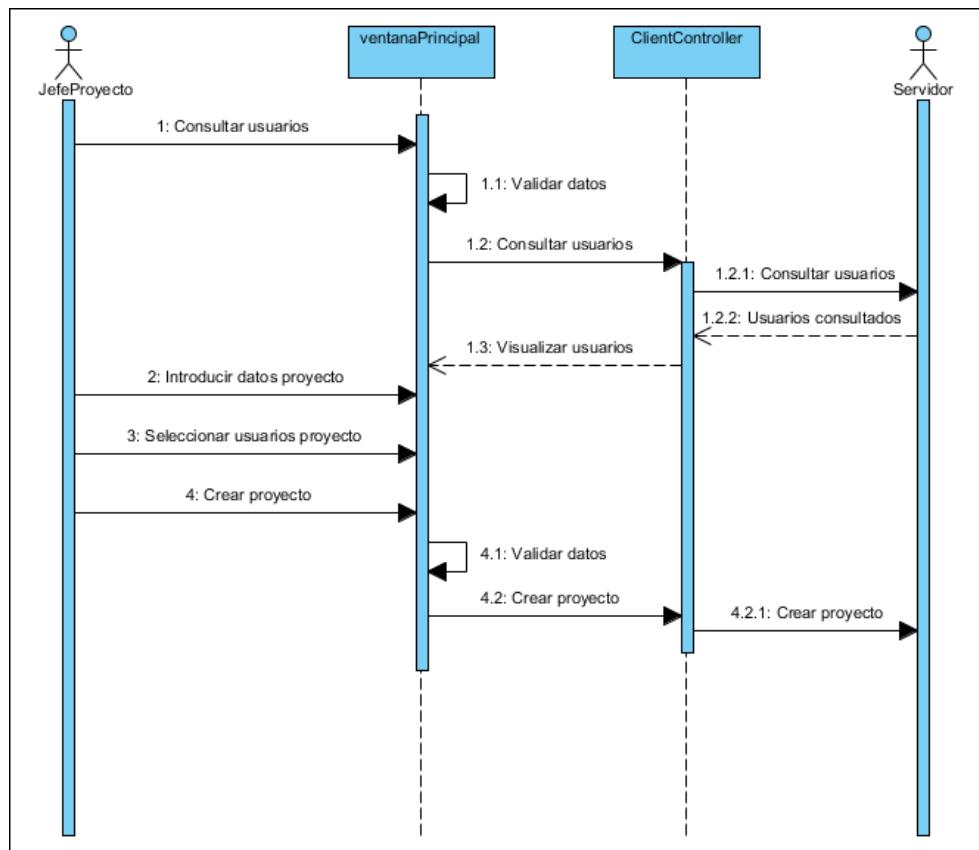 ventanaPrincipal
ClientController
JefeProyecto
Servidor
1: Consultar usuarios
1.1: Validar datos
1.2: Consultar usuarios
1.2.1: Consultar usuarios
1.2.2: Usuarios consultados
1.3: Visualizar usuarios
2: Introducir datos proyecto
3: Seleccionar usuarios proyecto
4: Crear proyecto
4.1: Validar datos
4.2: Crear proyecto
4.2.1: Crear proyecto